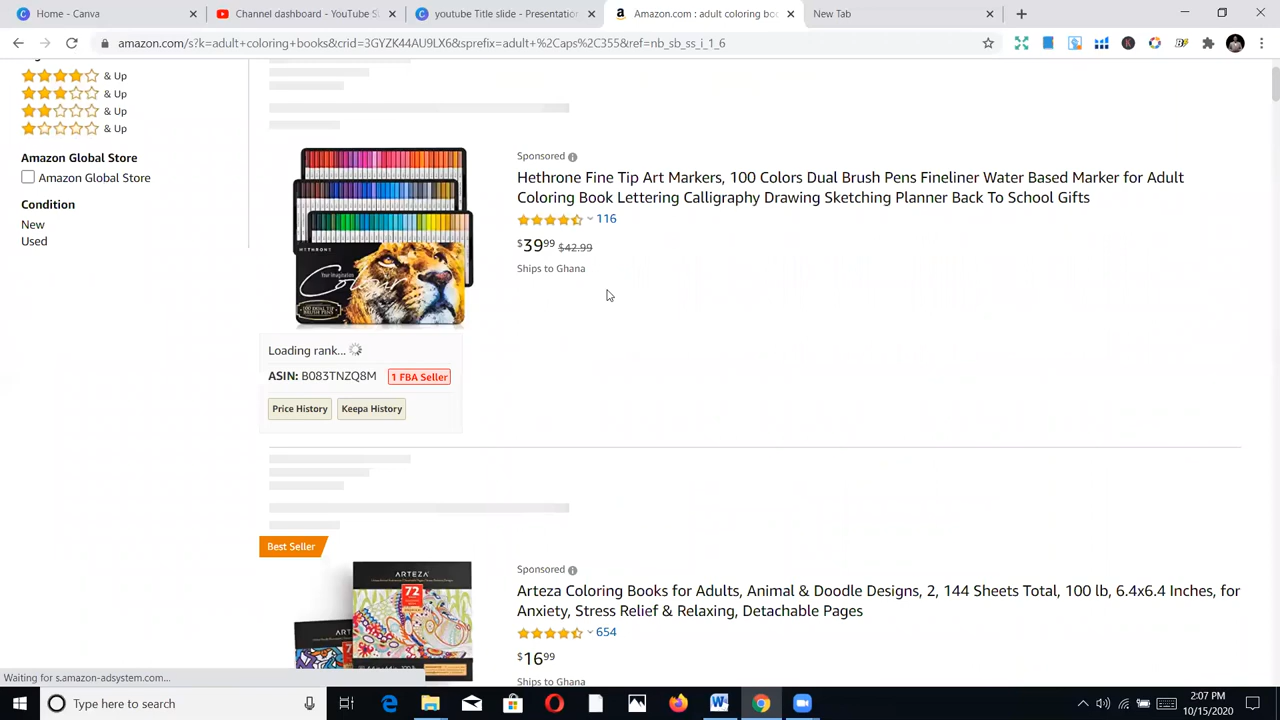 Home - Canva
Channel dashboard - YouTube S
youtube Title slide - Presentation
Amazon.com : adult coloring boo
New Tab
amazon.com/s?k=adult+coloring+books&crid=3GYZK44AU9LX6&sprefix=adult+%2Caps%2C355&ref=nb_sb_ss_i_1_6
& Up
& Up
& Up
& Up
Amazon Global Store
Amazon Global Store
Condition
New
Used
Sponsored
Hethrone Fine Tip Art Markers, 100 Colors Dual Brush Pens Fineliner Water Based Marker for Adult
Coloring Book Lettering Calligraphy Drawing Sketching Planner Back To School Gifts
116
$39 99 $42.99
Ships to Ghana
HYTHRONE
Your imagination
Colour
Loading rank...
ASIN: B083TNZQ8M
1 FBA Seller
Price History
Keepa History
Best Seller
ARTEZA
72
Sponsored
Arteza Coloring Books for Adults, Animal & Doodle Designs, 2, 144 Sheets Total, 100 lb, 6.4x6.4 Inches, for
Anxiety, Stress Relief & Relaxing, Detachable Pages
654
$16 99
Ships to Ghana
Waiting for s.amazon-adsystem.com...
Type here to search
2:07 PM
10/15/2020